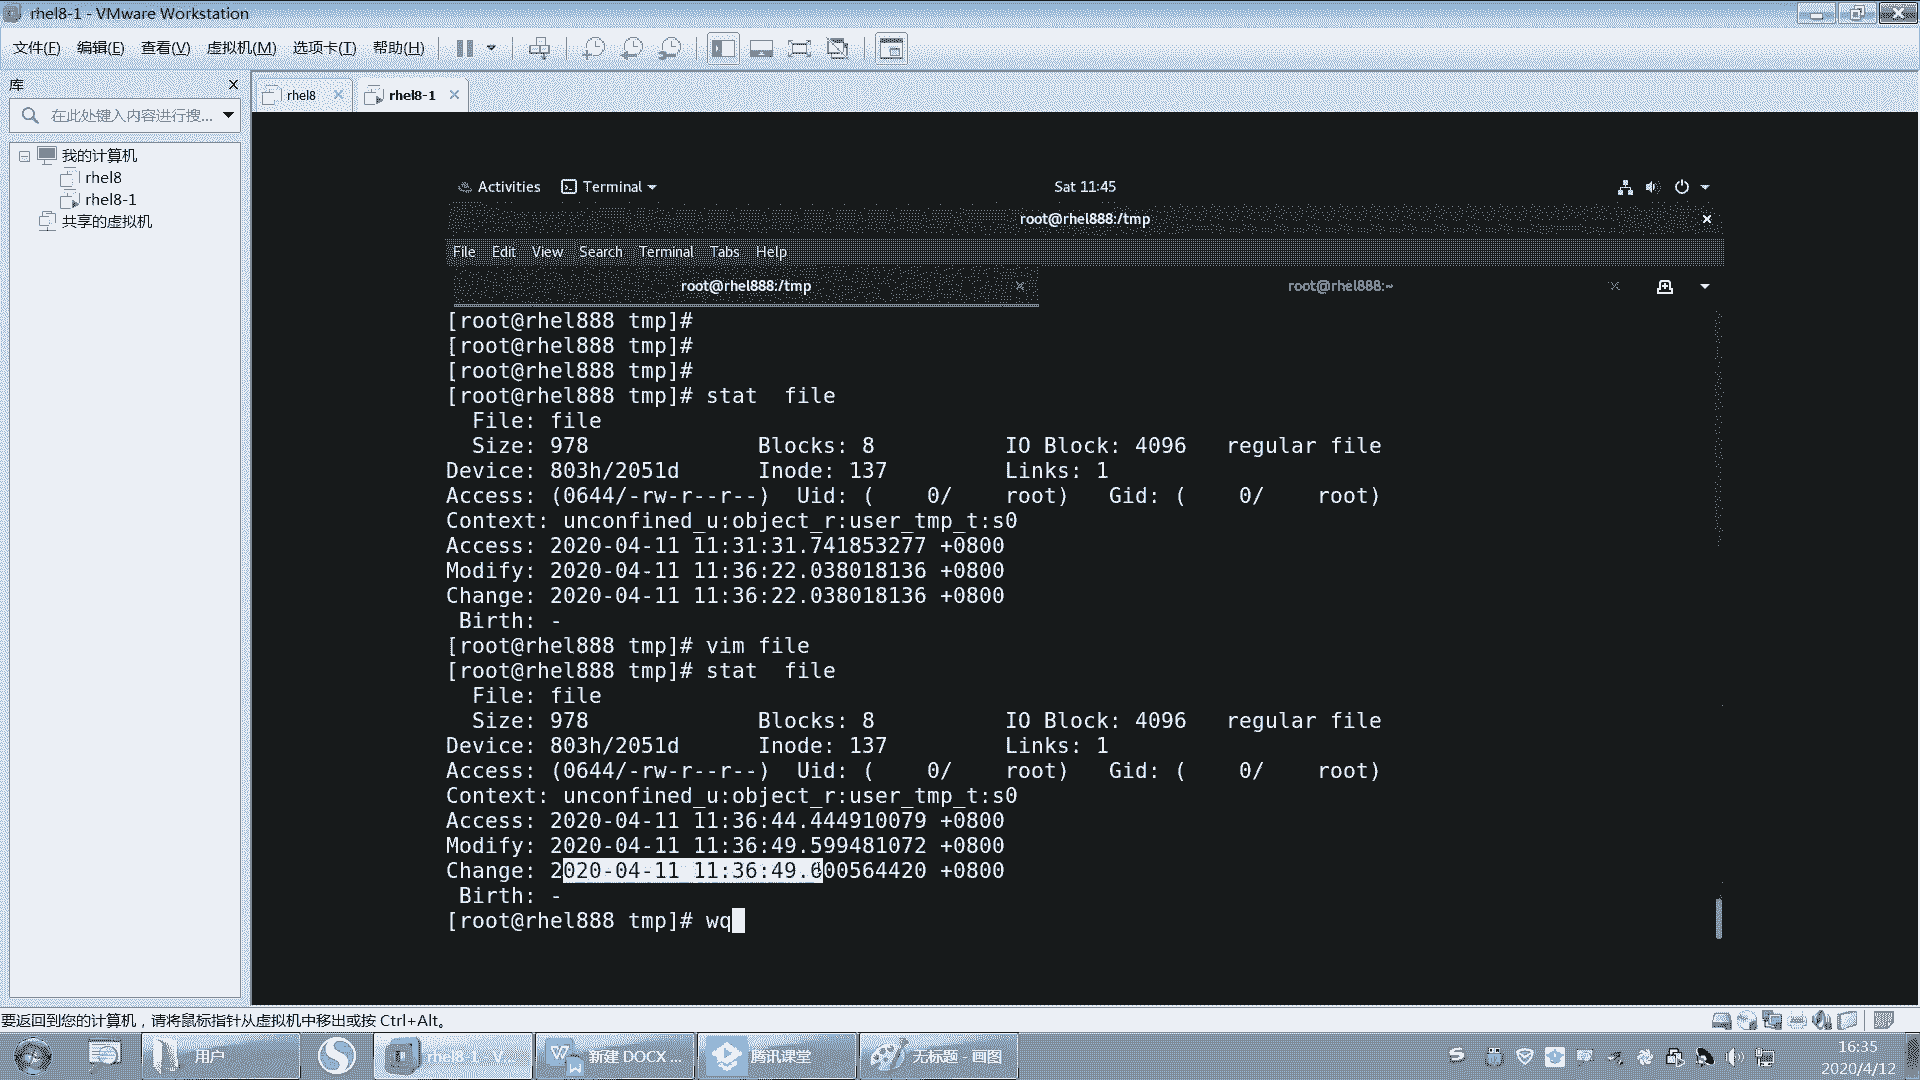 rhel8-1 - VMware Workstation
文件(F) 编辑(E) 查看(V) 虚拟机(M) 选项卡(T) 帮助(H)
库
在此处键入内容进行搜...
我的计算机
rhel8
rhel8-1
共享的虚拟机
rhel8 rhel8-1
Activities Terminal Sat 11:45
root@rhel888:/tmp
File Edit View Search Terminal Tabs Help
root@rhel888:/tmp root@rhel888:~
[root@rhel888 tmp]#
[root@rhel888 tmp]#
[root@rhel888 tmp]#
[root@rhel888 tmp]# stat  file
  File: file
  Size: 978             Blocks: 8          IO Block: 4096   regular file
Device: 803h/2051d      Inode: 137         Links: 1
Access: (0644/-rw-r--r--)  Uid: (    0/    root)   Gid: (    0/    root)
Context: unconfined_u:object_r:user_tmp_t:s0
Access: 2020-04-11 11:31:31.741853277 +0800
Modify: 2020-04-11 11:36:22.038018136 +0800
Change: 2020-04-11 11:36:22.038018136 +0800
 Birth: -
[root@rhel888 tmp]# vim file
[root@rhel888 tmp]# stat  file
  File: file
  Size: 978             Blocks: 8          IO Block: 4096   regular file
Device: 803h/2051d      Inode: 137         Links: 1
Access: (0644/-rw-r--r--)  Uid: (    0/    root)   Gid: (    0/    root)
Context: unconfined_u:object_r:user_tmp_t:s0
Access: 2020-04-11 11:36:44.444910079 +0800
Modify: 2020-04-11 11:36:49.599481072 +0800
Change: 2020-04-11 11:36:49.600564420 +0800
 Birth: -
[root@rhel888 tmp]# wq
要返回到您的计算机，请将鼠标指针从虚拟机中移出或按 Ctrl+Alt。
用户 rhel8-1 - V... 新建 DOCX ... 腾讯课堂 无标题 - 画图
16:35
2020/4/12